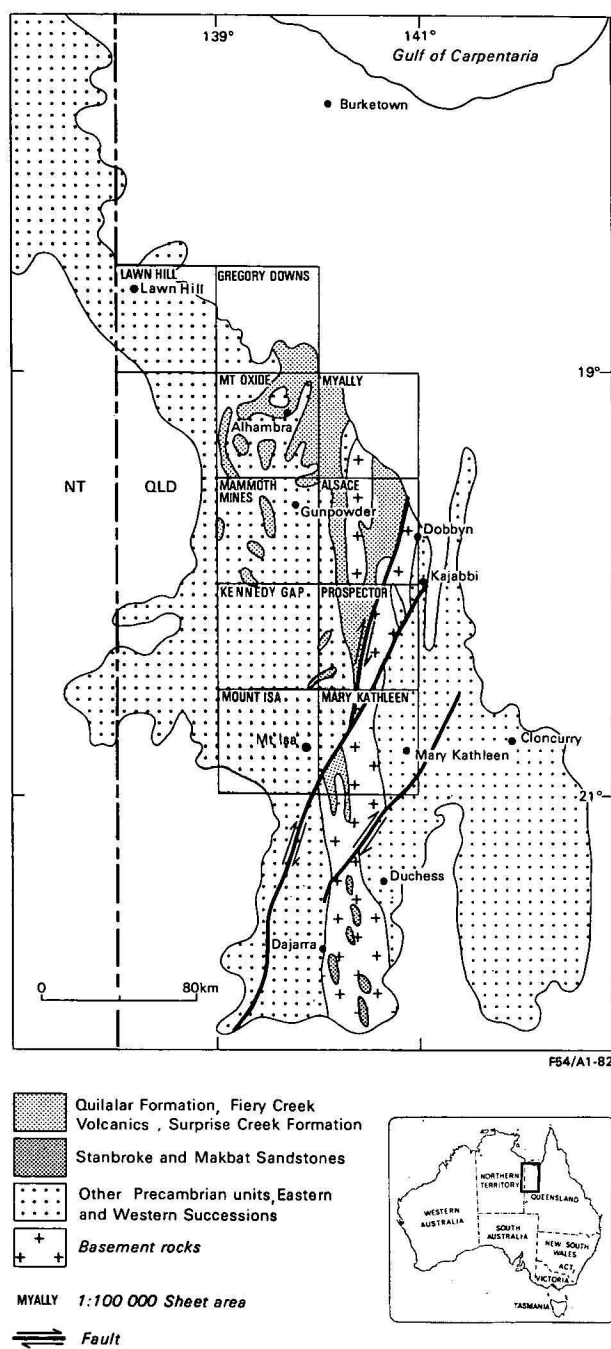 139°
141°
Gulf of Carpentaria
Burketown
LAWN HILL
GREGORY DOWNS
Lawn Hill
MT OXIDE
MYALLY
19°
Alhambra
MAMMOTH
MINES
ALSACE
NT
QLD
Gunpowder
Dobbyn
Kajabbi
KENNEDY GAP
PROSPECTOR
MOUNT ISA
MARY KATHLEEN
Mt Isa
Mary Kathleen
Cloncurry
21°
Duchess
Dajarra
0
80km
F54/A1-82
Quilalar Formation, Fiery Creek
Volcanics, Surprise Creek Formation
Stanbroke and Makbat Sandstones
Other Precambrian units, Eastern
and Western Successions
Basement rocks
MYALLY 1:100 000 Sheet area
Fault
NORTHERN
TERRITORY
QUEENSLAND
WESTERN
AUSTRALIA
SOUTH
AUSTRALIA
NEW SOUTH
WALES
ACT
VICTORIA
TASMANIA